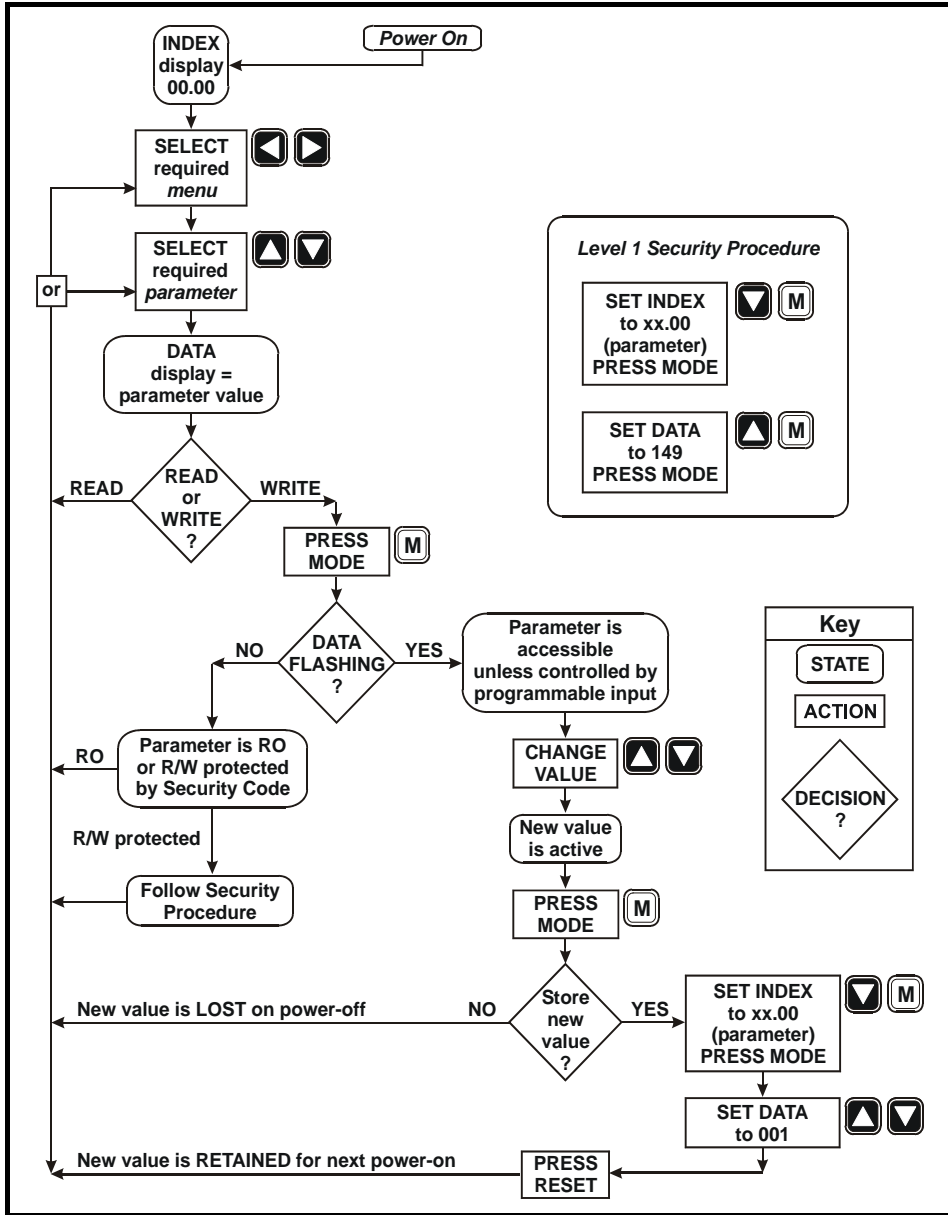 Power On
INDEX
display
00.00
SELECT
required
menu
SELECT
required
parameter
or
DATA
display =
parameter value
READ
or
WRITE
?
READ
WRITE
PRESS
MODE
M
DATA
FLASHING
?
NO
YES
Parameter is RO
or R/W protected
by Security Code
RO
R/W protected
Follow Security
Procedure
Parameter is
accessible
unless controlled by
programmable input
CHANGE
VALUE
New value
is active
PRESS
MODE
M
Store
new
value
?
NO
YES
New value is LOST on power-off
SET INDEX
to xx.00
(parameter)
PRESS MODE
M
SET DATA
to 001
PRESS
RESET
New value is RETAINED for next power-on
Level 1 Security Procedure
SET INDEX
to xx.00
(parameter)
PRESS MODE
M
SET DATA
to 149
PRESS MODE
M
Key
STATE
ACTION
DECISION
?